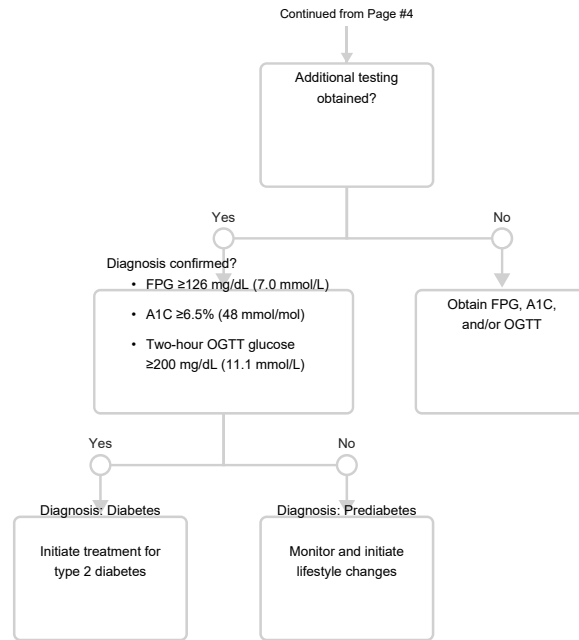 Continued from Page #4
Additional testing
obtained?
Yes
No
Diagnosis confirmed?
• FPG ≥126 mg/dL (7.0 mmol/L)
• A1C ≥6.5% (48 mmol/mol)
• Two-hour OGTT glucose
≥200 mg/dL (11.1 mmol/L)
Obtain FPG, A1C,
and/or OGTT
Yes
No
Diagnosis: Diabetes
Initiate treatment for
type 2 diabetes
Diagnosis: Prediabetes
Monitor and initiate
lifestyle changes